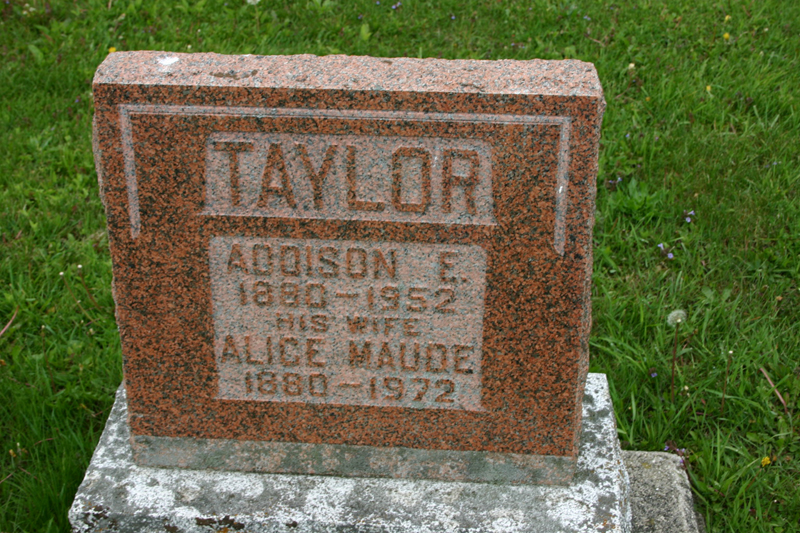 TAYLOR
ADDISON E.
1880-1952
HIS WIFE
ALICE MAUDE
1880-1972